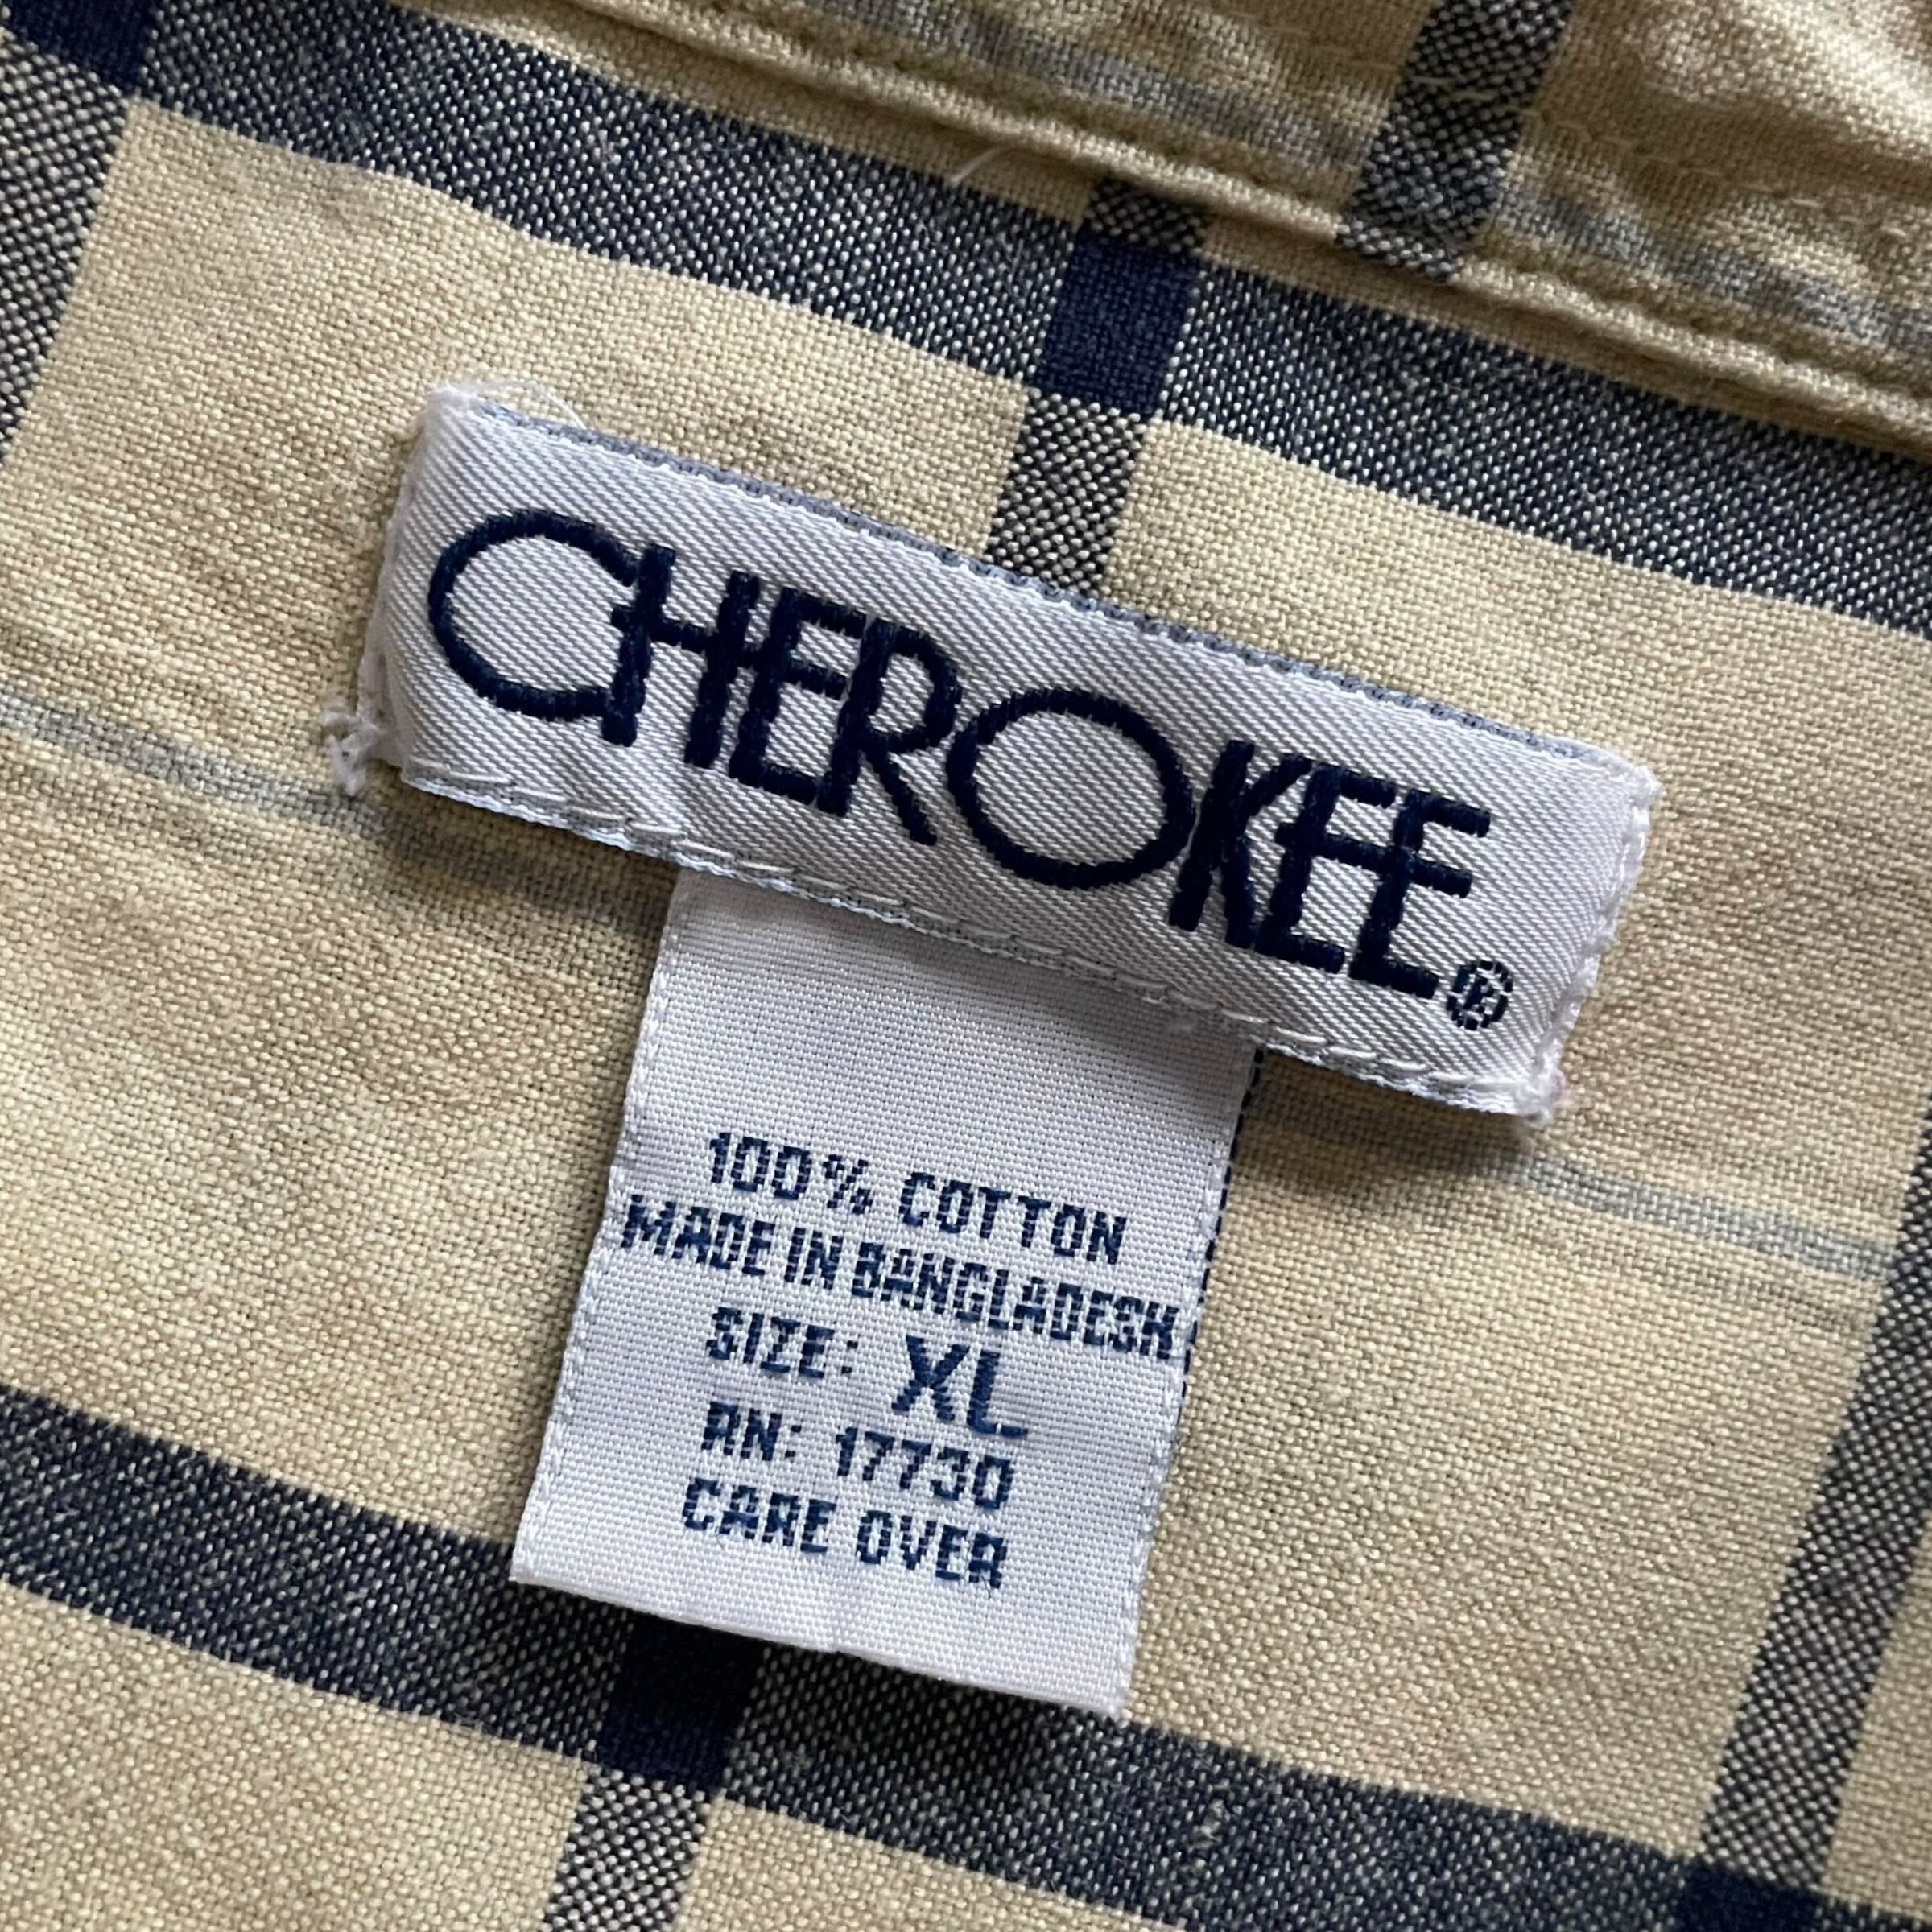 CHEROKEE®
100% COTTON
MADE IN BANGLADESH
SIZE: XL
RN: 17730
CARE OVER